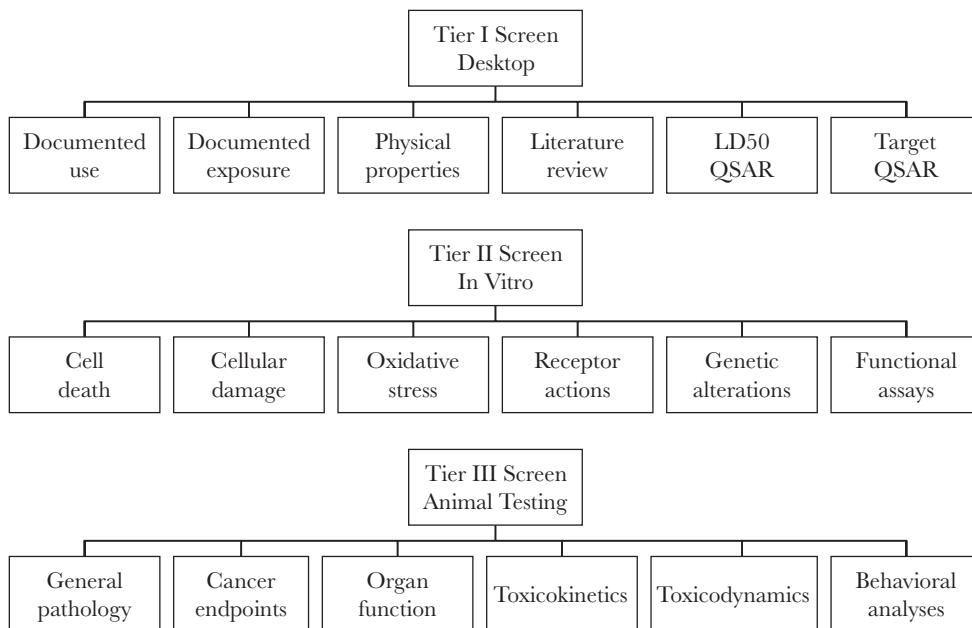 Tier I Screen
Desktop
Documented
use
Documented
exposure
Physical
properties
Literature
review
LD50
QSAR
Target
QSAR
Tier II Screen
In Vitro
Cell
death
Cellular
damage
Oxidative
stress
Receptor
actions
Genetic
alterations
Functional
assays
Tier III Screen
Animal Testing
General
pathology
Cancer
endpoints
Organ
function
Toxicokinetics
Toxicodynamics
Behavioral
analyses